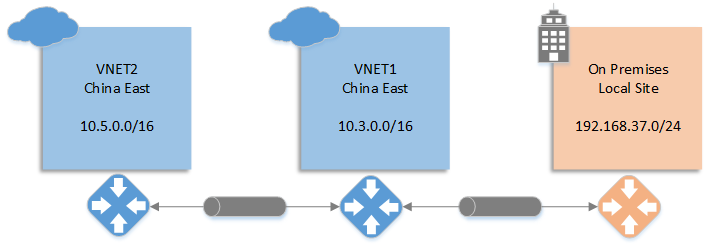 VNET2
China East
10.5.0.0/16
VNET1
China East
10.3.0.0/16
On Premises
Local Site
192.168.37.0/24